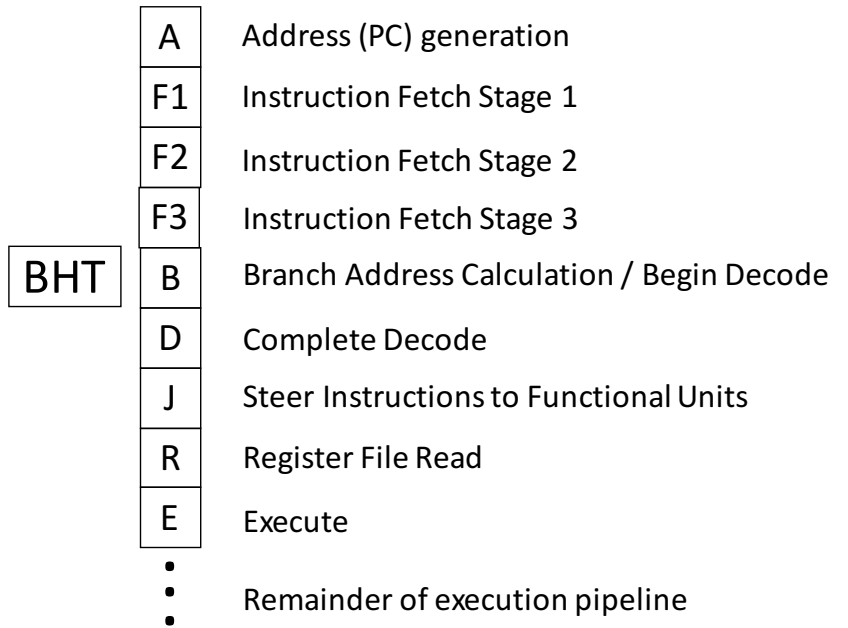 A Address (PC) generation
F1 Instruction Fetch Stage 1
F2 Instruction Fetch Stage 2
F3 Instruction Fetch Stage 3
BHT B Branch Address Calculation / Begin Decode
D Complete Decode
J Steer Instructions to Functional Units
R Register File Read
E Execute
Remainder of execution pipeline